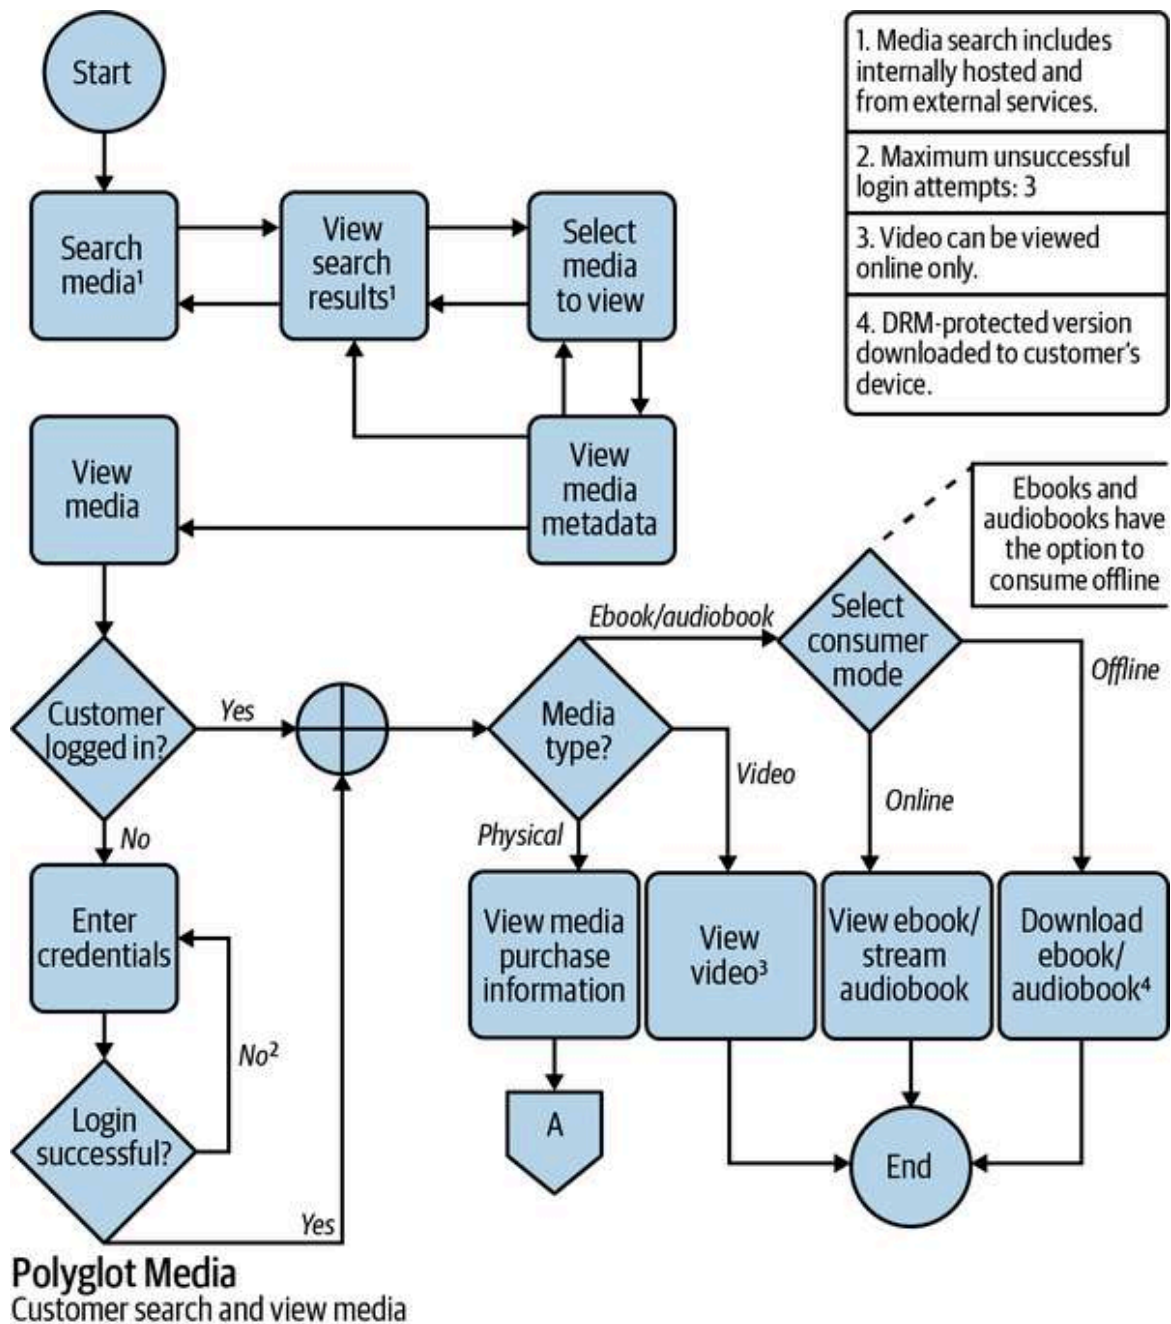 Start
1. Media search includes
internally hosted and
from external services.
2. Maximum unsuccessful
login attempts: 3
3. Video can be viewed
online only.
4. DRM-protected version
downloaded to customer's
device.
Search
media¹
View
search
results¹
Select
media
to view
View
media
View
media
metadata
Ebooks and
audiobooks have
the option to
consume offline
Ebook/audiobook
Select
consumer
mode
Offline
Customer
logged in?
Yes
Media
type?
Video
Online
No
Physical
Enter
credentials
View media
purchase
information
View
video³
View ebook/
stream
audiobook
Download
ebook/
audiobook⁴
No²
Login
successful?
A
End
Yes
Polyglot Media
Customer search and view media